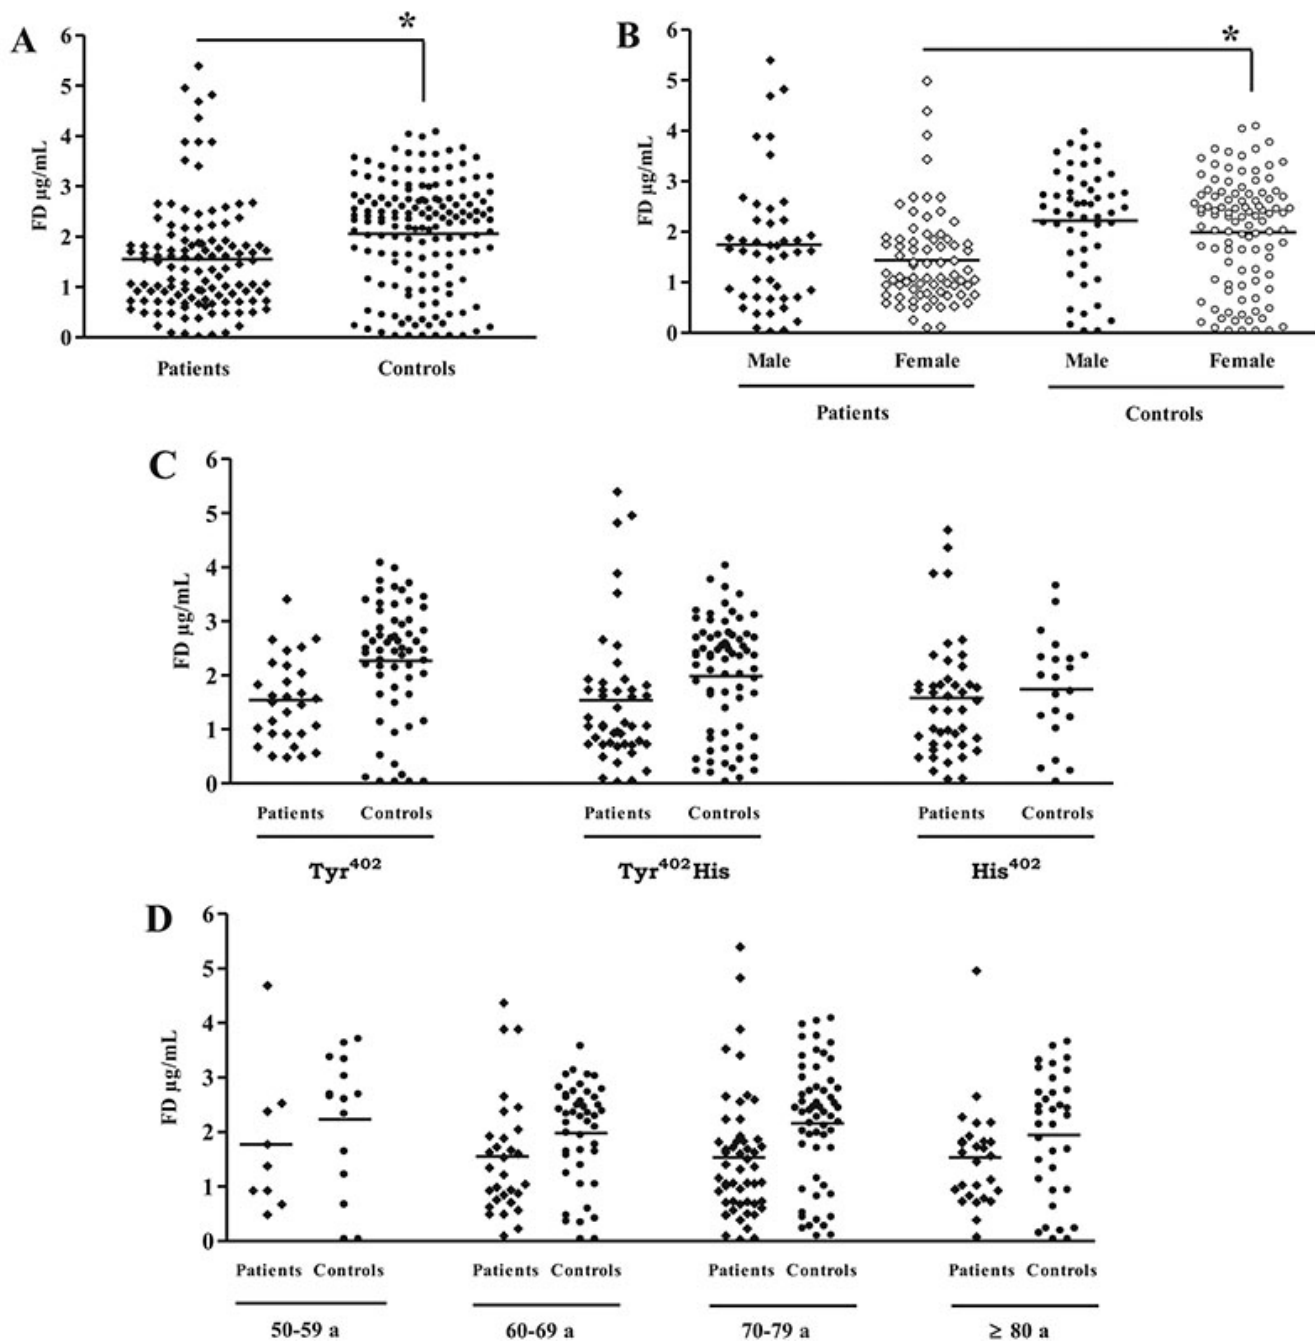 A
*
FD µg/mL
6
5
4
3
2
1
0
Patients Controls
B
*
FD µg/mL
6
5
4
3
2
1
0
Male Female Male Female
Patients Controls
C
FD µg/mL
6
5
4
3
2
1
0
Patients Controls Patients Controls Patients Controls
Tyr⁴⁰² Tyr⁴⁰²His His⁴⁰²
D
FD µg/mL
6
5
4
3
2
1
0
Patients Controls Patients Controls Patients Controls Patients Controls
50-59 a 60-69 a 70-79 a ≥ 80 a